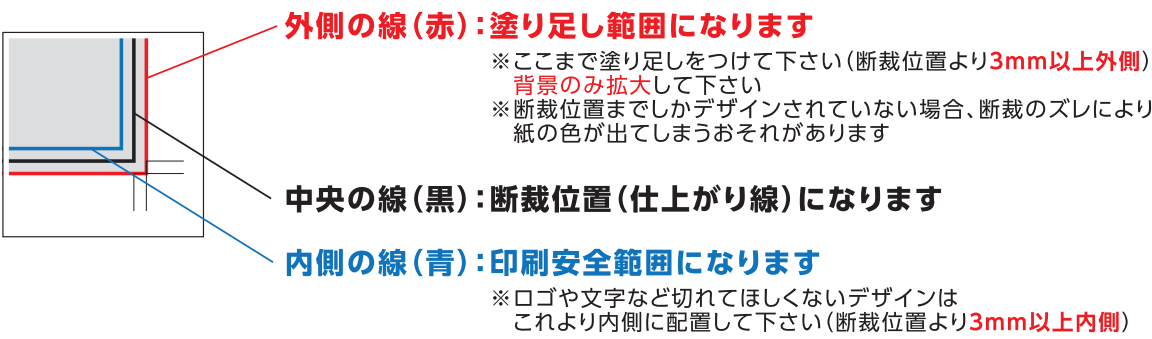 外側の線(赤):塗り足し範囲になります
※ここまで塗り足しをつけて下さい(断裁位置より3mm以上外側)
背景のみ拡大して下さい
※断裁位置までしかデザインされていない場合、断裁のズレにより
紙の色が出てしまうおそれがあります
中央の線(黒):断裁位置(仕上がり線)になります
内側の線(青):印刷安全範囲になります
※ロゴや文字など切れてほしくないデザインは
これより内側に配置して下さい(断裁位置より3mm以上内側)